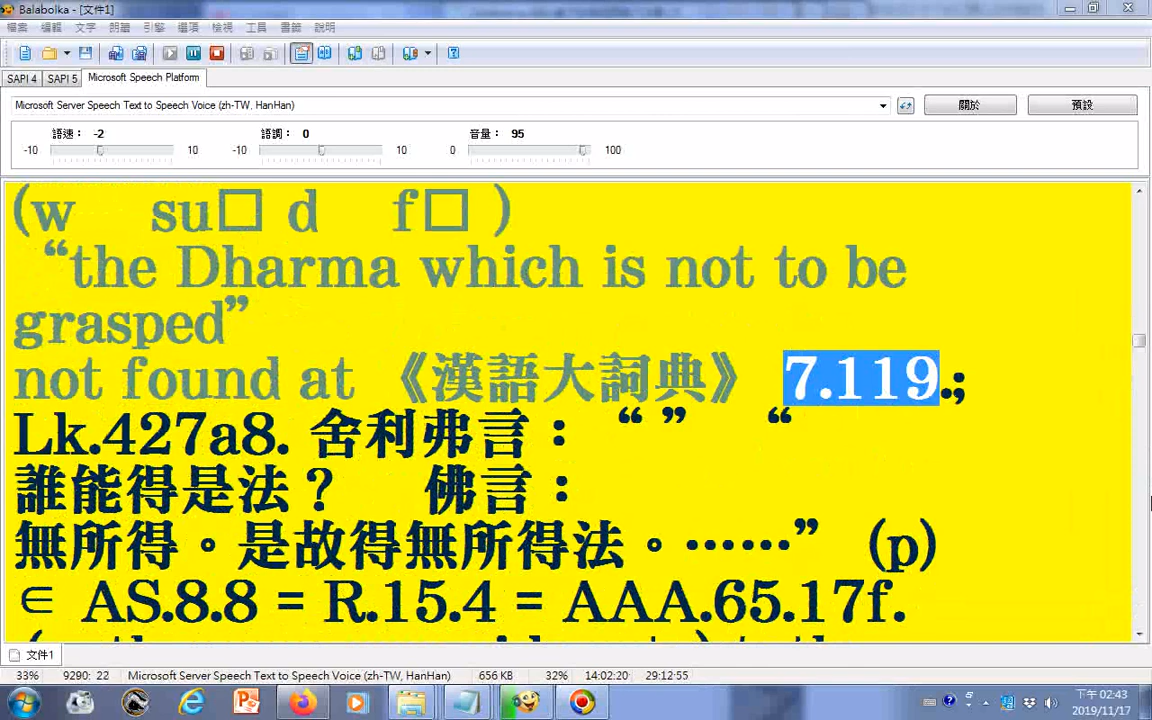 Balabolka - [文件1]
檔案 編輯 文字 朗讀 引擎 選項 檢視 工具 書籤 說明
SAPI 4 SAPI 5 Microsoft Speech Platform
Microsoft Server Speech Text to Speech Voice (zh-TW, HanHan) 關於 預設
語速： -2 語調： 0 音量： 95
-10 10 -10 10 0 100
(w su□ d f□ )
“the Dharma which is not to be
grasped”
not found at 《漢語大詞典》 7.119.;
Lk.427a8. 舍利弗言： “ ” “
誰能得是法？ 佛言：
無所得。是故得無所得法。……” (p)
∈ AS.8.8 = R.15.4 = AAA.65.17f.
文件1
33% 9290: 22 Microsoft Server Speech Text to Speech Voice (zh-TW, HanHan) 656 KB 32% 14:02:20 29:12:55
下午 02:43
2019/11/17